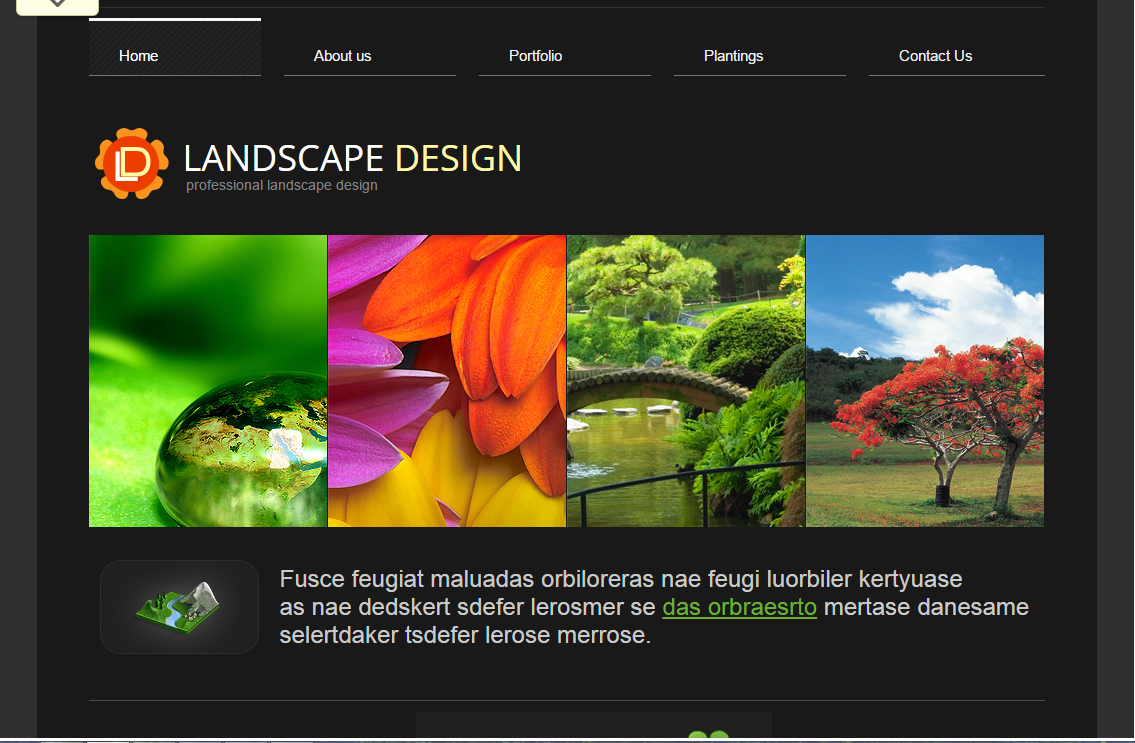 Home
About us
Portfolio
Plantings
Contact Us
LD
LANDSCAPE DESIGN
professional landscape design
Fusce feugiat maluadas orbiloreras nae feugi luorbiler kertyuase
as nae dedskert sdefer lerosmer se das orbraesrto mertase danesame
selertdaker tsdefer lerose merrose.